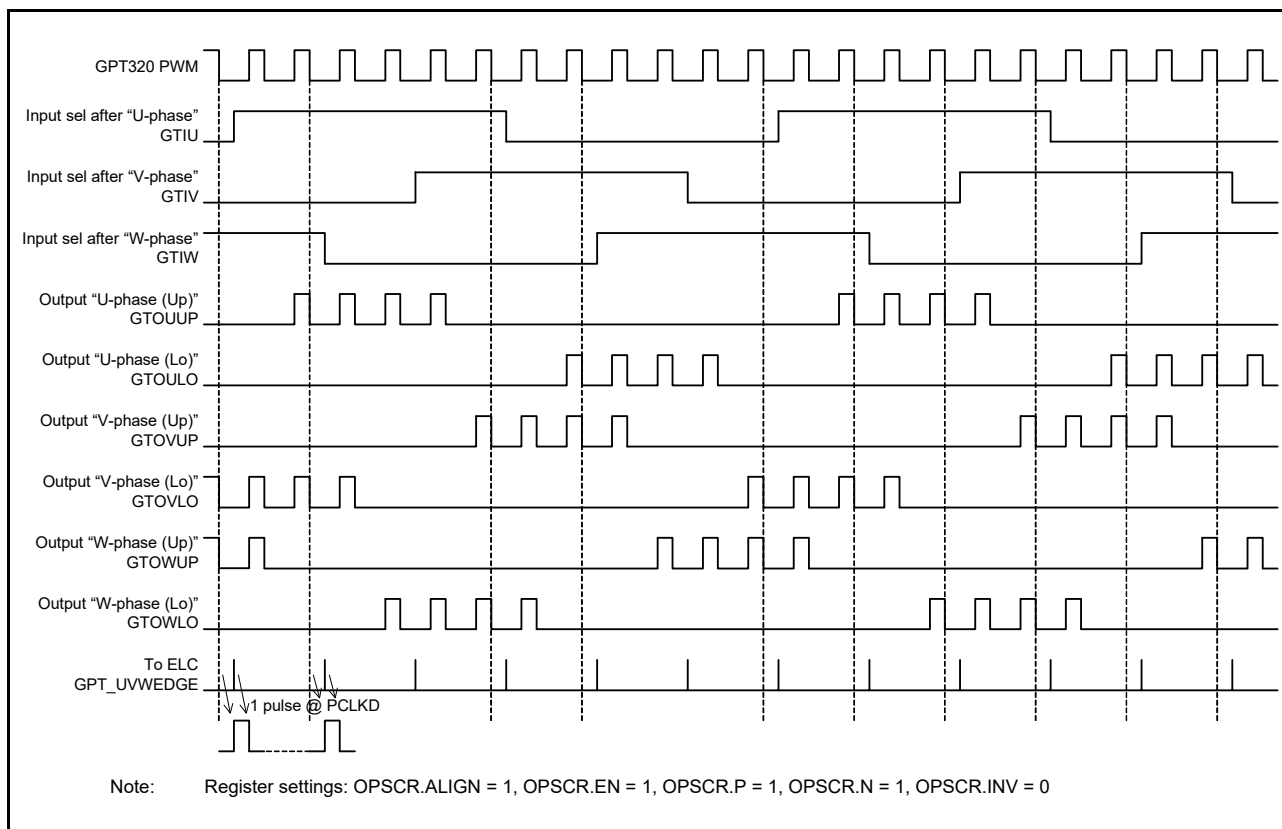 GPT320 PWM
Input sel after “U-phase”
GTIU
Input sel after “V-phase”
GTIV
Input sel after “W-phase”
GTIW
Output “U-phase (Up)”
GTOUUP
Output “U-phase (Lo)”
GTOULO
Output “V-phase (Up)”
GTOVUP
Output “V-phase (Lo)”
GTOVLO
Output “W-phase (Up)”
GTOWUP
Output “W-phase (Lo)”
GTOWLO
To ELC
GPT_UVWEDGE
1 pulse @ PCLKD
Note: Register settings: OPSCR.ALIGN = 1, OPSCR.EN = 1, OPSCR.P = 1, OPSCR.N = 1, OPSCR.INV = 0